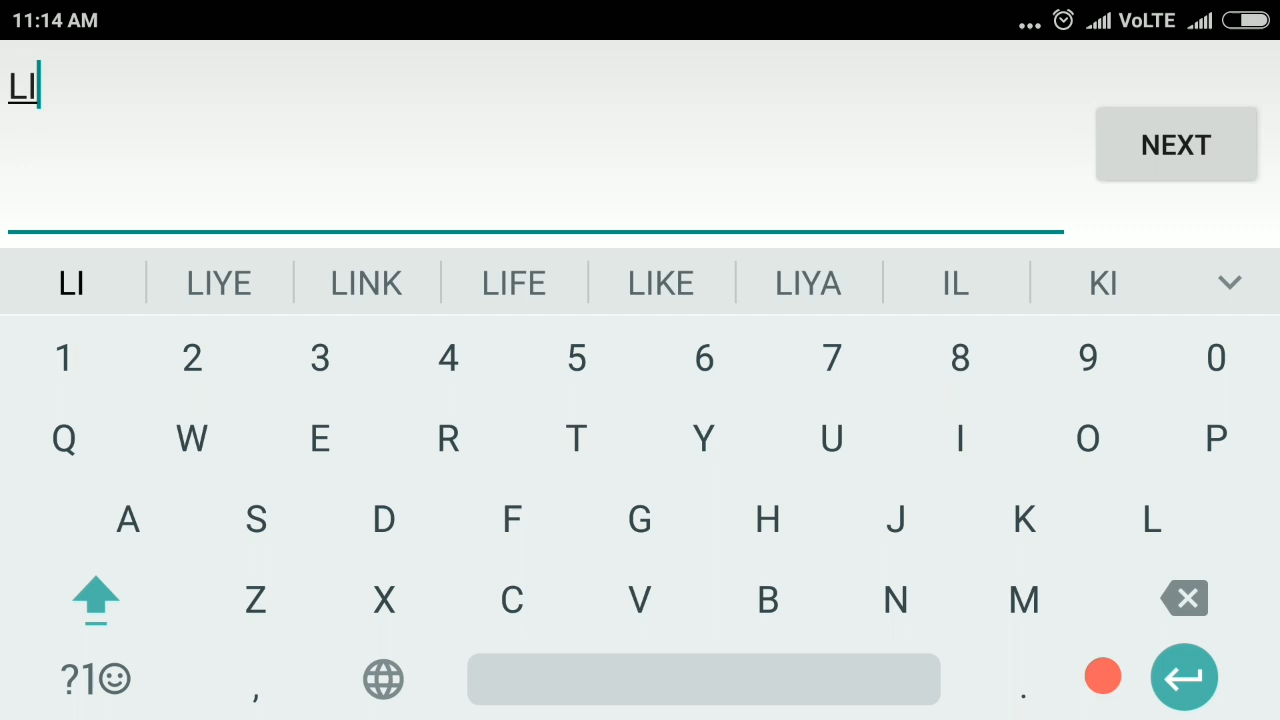 11:14 AM ... VoLTE
LI
NEXT
LI LIYE LINK LIFE LIKE LIYA IL KI
1 2 3 4 5 6 7 8 9 0
Q W E R T Y U I O P
A S D F G H J K L
Z X C V B N M
?1☺ , .